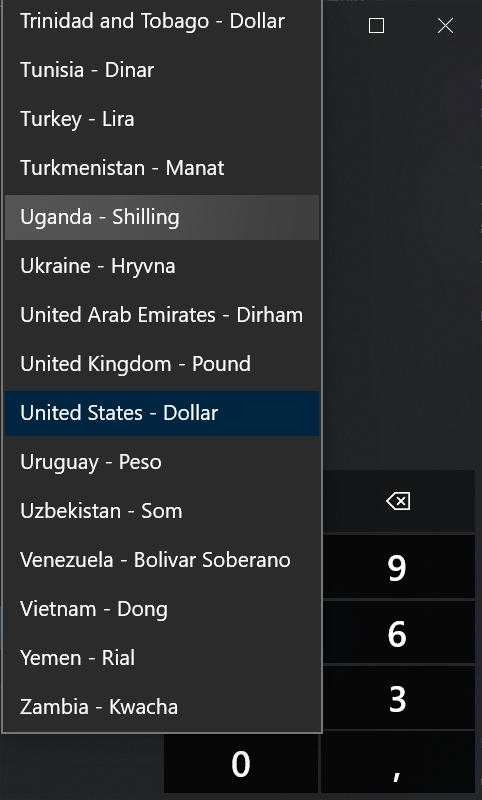 Trinidad and Tobago - Dollar
Tunisia - Dinar
Turkey - Lira
Turkmenistan - Manat
Uganda - Shilling
Ukraine - Hryvna
United Arab Emirates - Dirham
United Kingdom - Pound
United States - Dollar
Uruguay - Peso
Uzbekistan - Som
Venezuela - Bolivar Soberano
Vietnam - Dong
Yemen - Rial
Zambia - Kwacha
9
6
3
0 ,